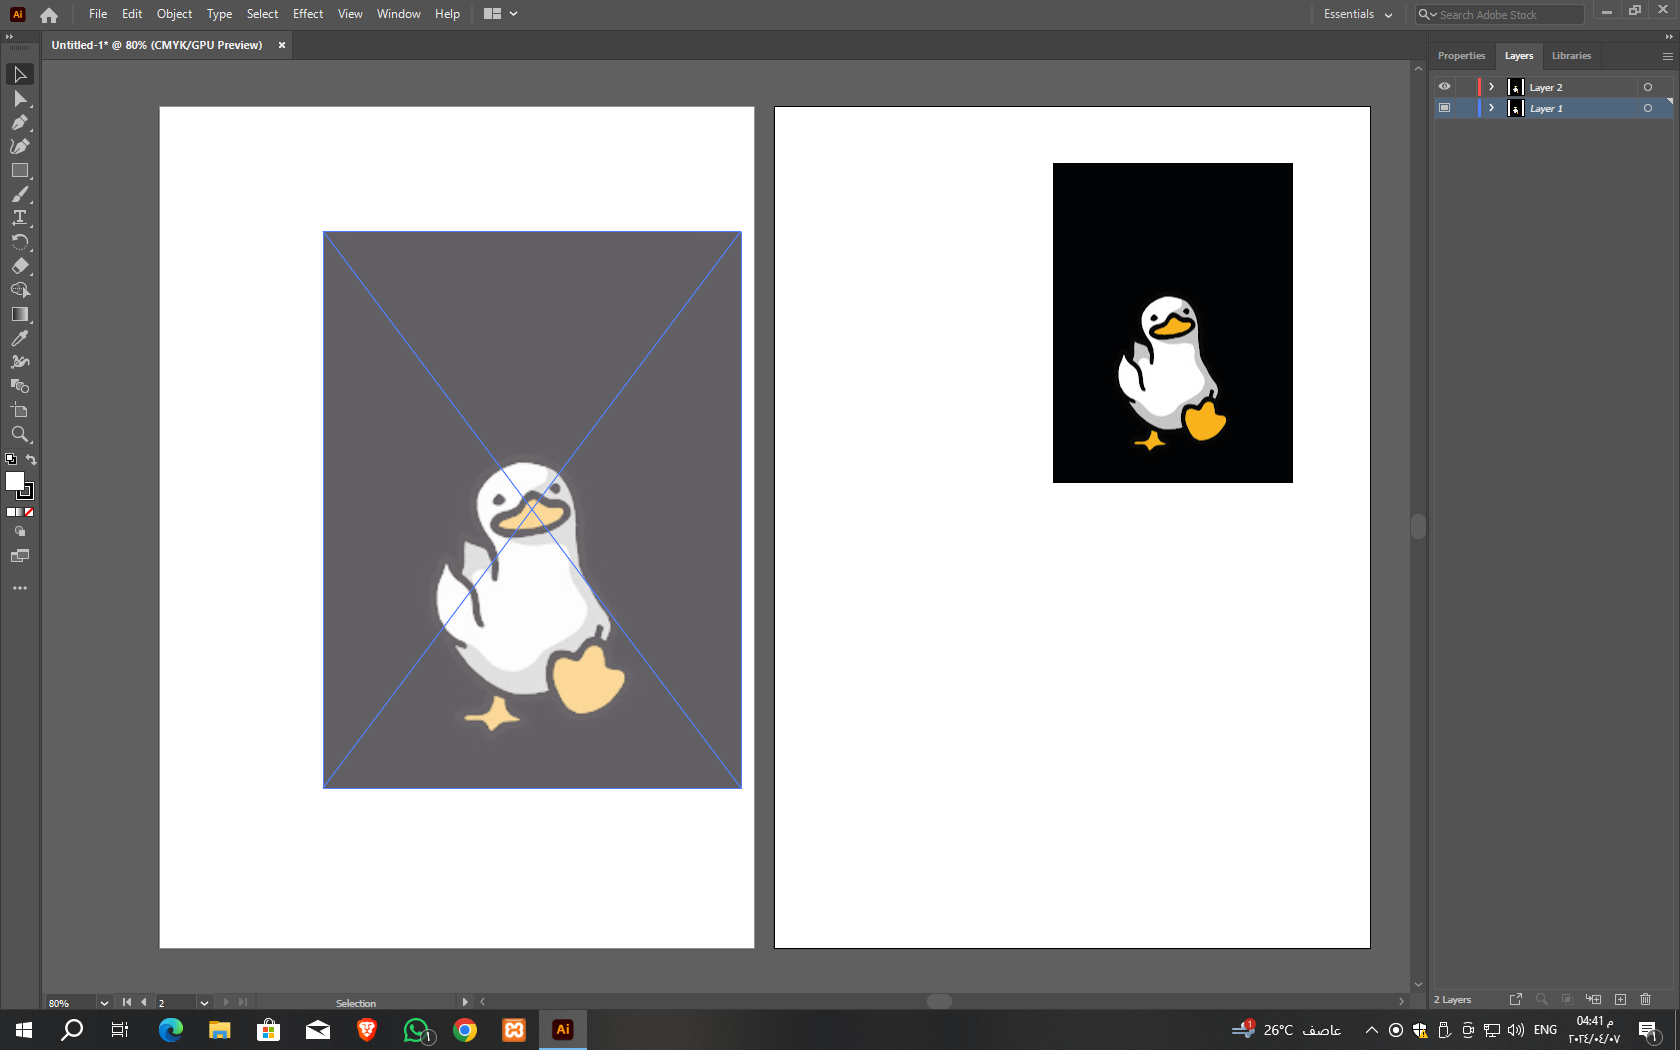 Ai File Edit Object Type Select Effect View Window Help Essentials Search Adobe Stock
Untitled-1* @ 80% (CMYK/GPU Preview)
Properties Layers Libraries
Layer 2
Layer 1
80% 2 Selection 2 Layers
Ai 26°C عاصف ENG
04:41 م
٢٠٢٤/٠٤/٠٧